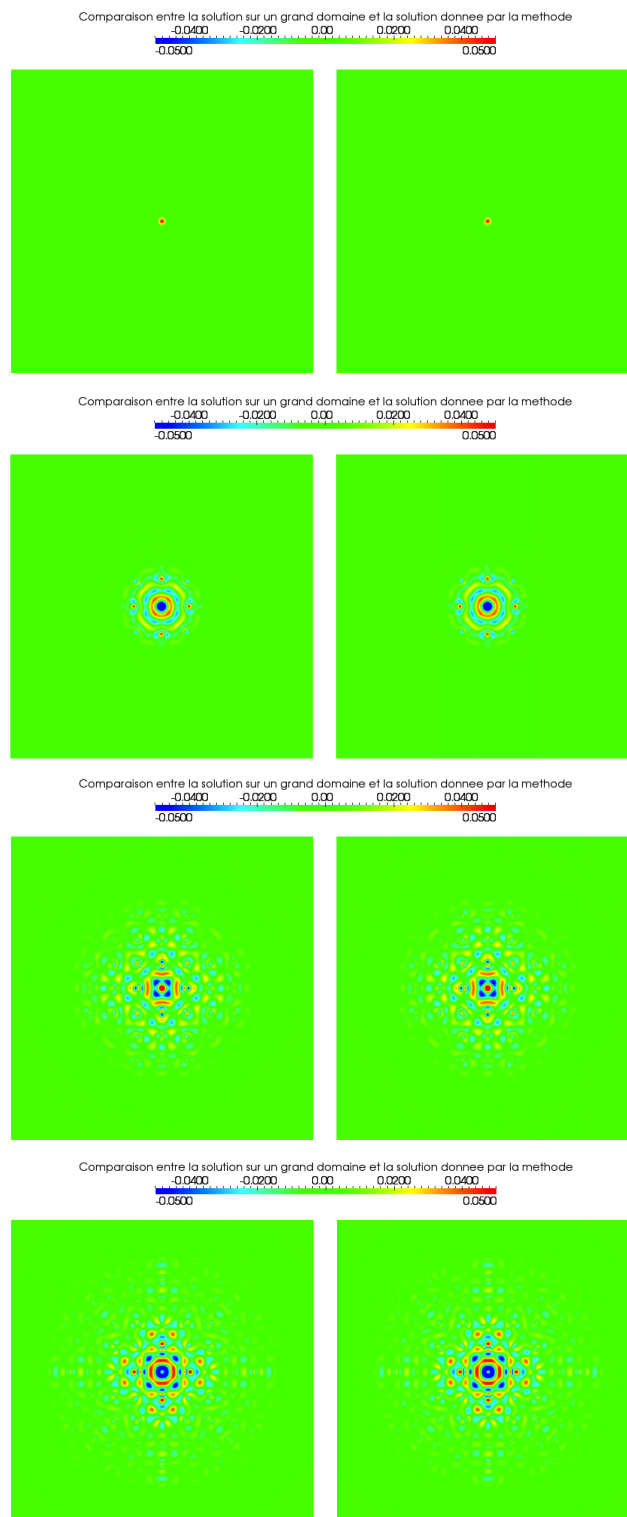 Comparaison entre la solution sur un grand domaine et la solution donnee par la methode
-0.0400 -0.0200 0.00 0.0200 0.0400
-0.0500 0.0500
Comparaison entre la solution sur un grand domaine et la solution donnee par la methode
-0.0400 -0.0200 0.00 0.0200 0.0400
-0.0500 0.0500
Comparaison entre la solution sur un grand domaine et la solution donnee par la methode
-0.0400 -0.0200 0.00 0.0200 0.0400
-0.0500 0.0500
Comparaison entre la solution sur un grand domaine et la solution donnee par la methode
-0.0400 -0.0200 0.00 0.0200 0.0400
-0.0500 0.0500